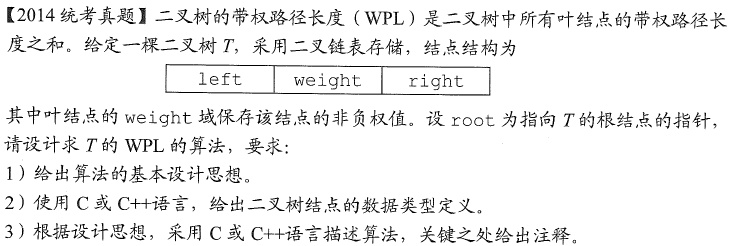 【2014 统考真题】二叉树的带权路径长度（WPL）是二叉树中所有叶结点的带权路径长
度之和。给定一棵二叉树 T，采用二叉链表存储，结点结构为
left weight right
其中叶结点的 weight 域保存该结点的非负权值。设 root 为指向 T 的根结点的指针，
请设计求 T 的 WPL 的算法，要求：
1）给出算法的基本设计思想。
2）使用 C 或 C++语言，给出二叉树结点的数据类型定义。
3）根据设计思想，采用 C 或 C++语言描述算法，关键之处给出注释。